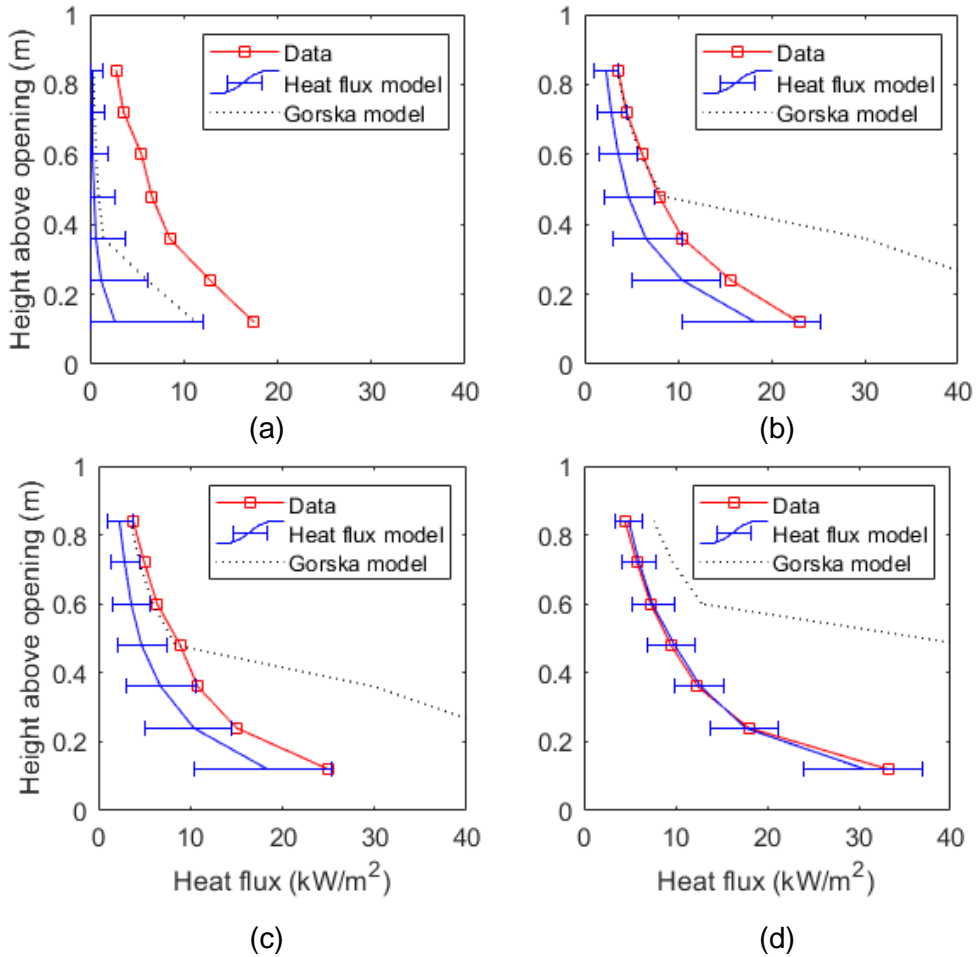 1
0.8
0.6
0.4
0.2
0
Height above opening (m)
Data
Heat flux model
Gorska model
0 10 20 30 40
(a)
1
0.8
0.6
0.4
0.2
0
Data
Heat flux model
Gorska model
0 10 20 30 40
(b)
1
0.8
0.6
0.4
0.2
0
Height above opening (m)
Data
Heat flux model
Gorska model
0 10 20 30 40
Heat flux (kW/m²)
(c)
1
0.8
0.6
0.4
0.2
0
Data
Heat flux model
Gorska model
0 10 20 30 40
Heat flux (kW/m²)
(d)